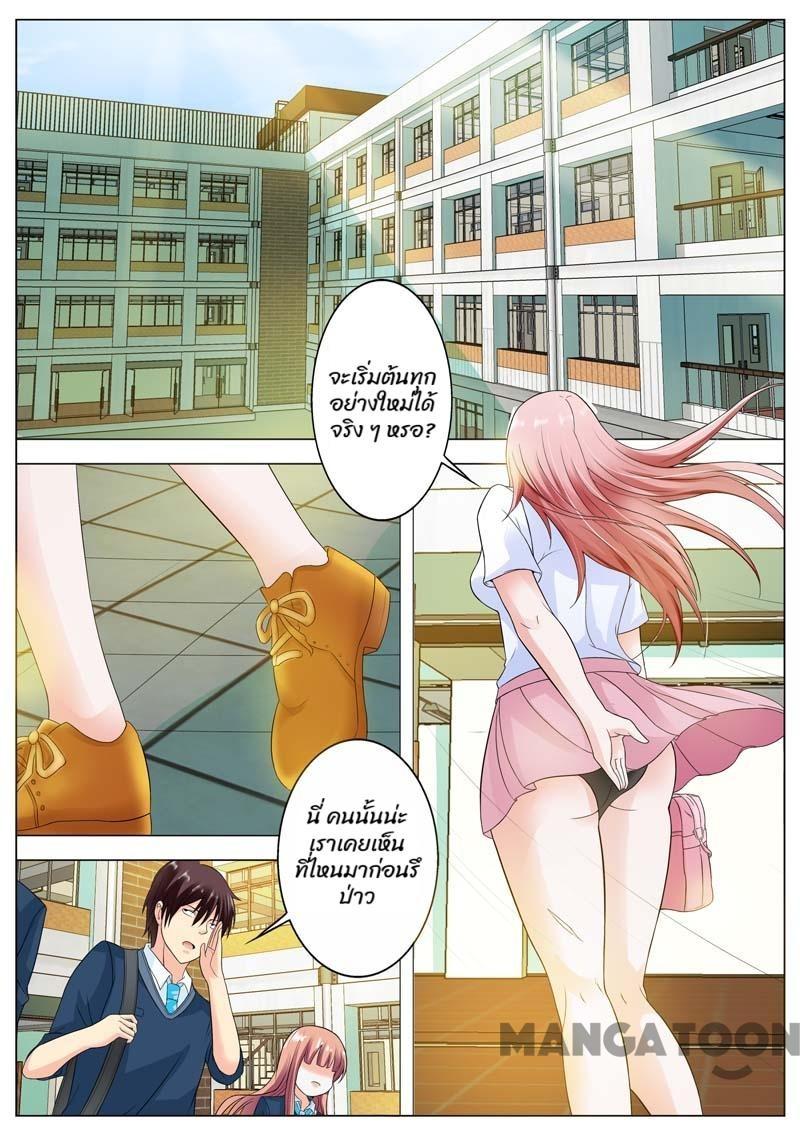 จะเริ่มต้นทุก
อย่างใหม่ได้
จริง ๆ หรอ?
นี่ คนนั้นน่ะ
เราเคยเห็น
ที่ไหนมาก่อนรึ
ป่าว
MANGATOON